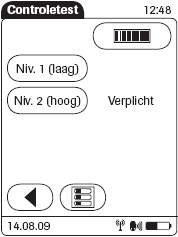 Controletest 12:48
Niv. 1 (laag)
Niv. 2 (hoog) Verplicht
14.08.09